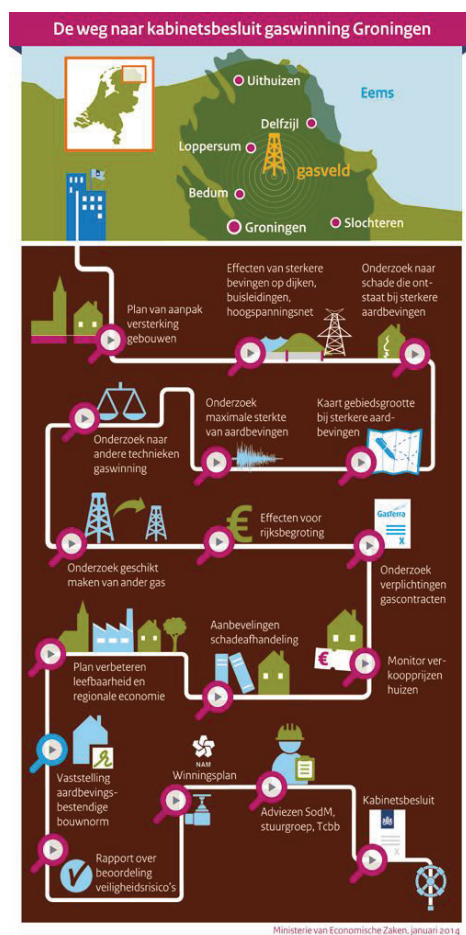 De weg naar kabinetsbesluit gaswinning Groningen
Uithuizen
Eems
Delfzijl
Loppersum
gasveld
Bedum
Groningen
Slochteren
Plan van aanpak
versterking
gebouwen
Effecten van sterkere
bevingen op dijken,
buisleidingen,
hoogspanningsnet
Onderzoek naar
schade die ont-
staat bij sterkere
aardbevingen
Onderzoek naar
andere technieken
gaswinning
Onderzoek
maximale sterkte
van aardbevingen
Kaart gebiedsgrootte
bij sterkere aard-
bevingen
Onderzoek geschikt
maken van ander gas
€
Effecten voor
rijksbegroting
GasTerra
X
Onderzoek
verplichtingen
gascontracten
Plan verbeteren
leefbaarheid en
regionale economie
Aanbevelingen
schadeafhandeling
€
Monitor ver-
kooprijzen
huizen
Vaststelling
aardbevings-
bestendige
bouwnorm
NAM
Winningsplan
Adviezen SodM,
stuurgroep, Tcbb
Kabinetsbesluit
X
Rapport over
beoordeling
veiligheidsrisico's
Ministerie van Economische Zaken, januari 2014